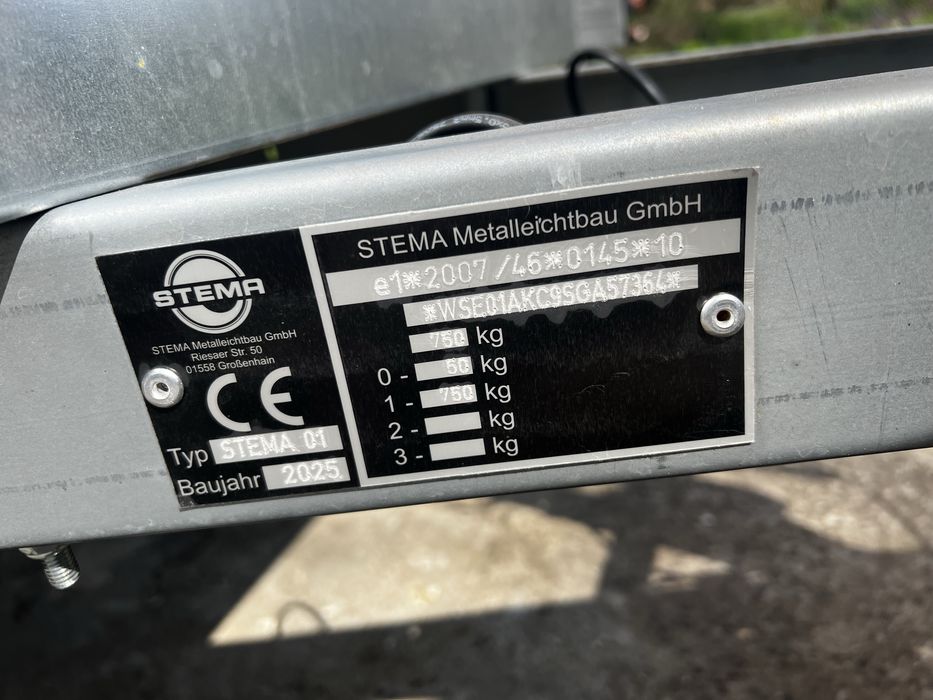 STEMA
STEMA Metalleichtbau GmbH
Riesaer Str. 50
01558 Großenhain
CE
Typ STEMA 01
Baujahr 2025
STEMA Metalleichtbau GmbH
e1*2007/46*0145*10
*WSE01AKC9SGA57364*
750 kg
0 - 60 kg
1 - 750 kg
2 - kg
3 - kg